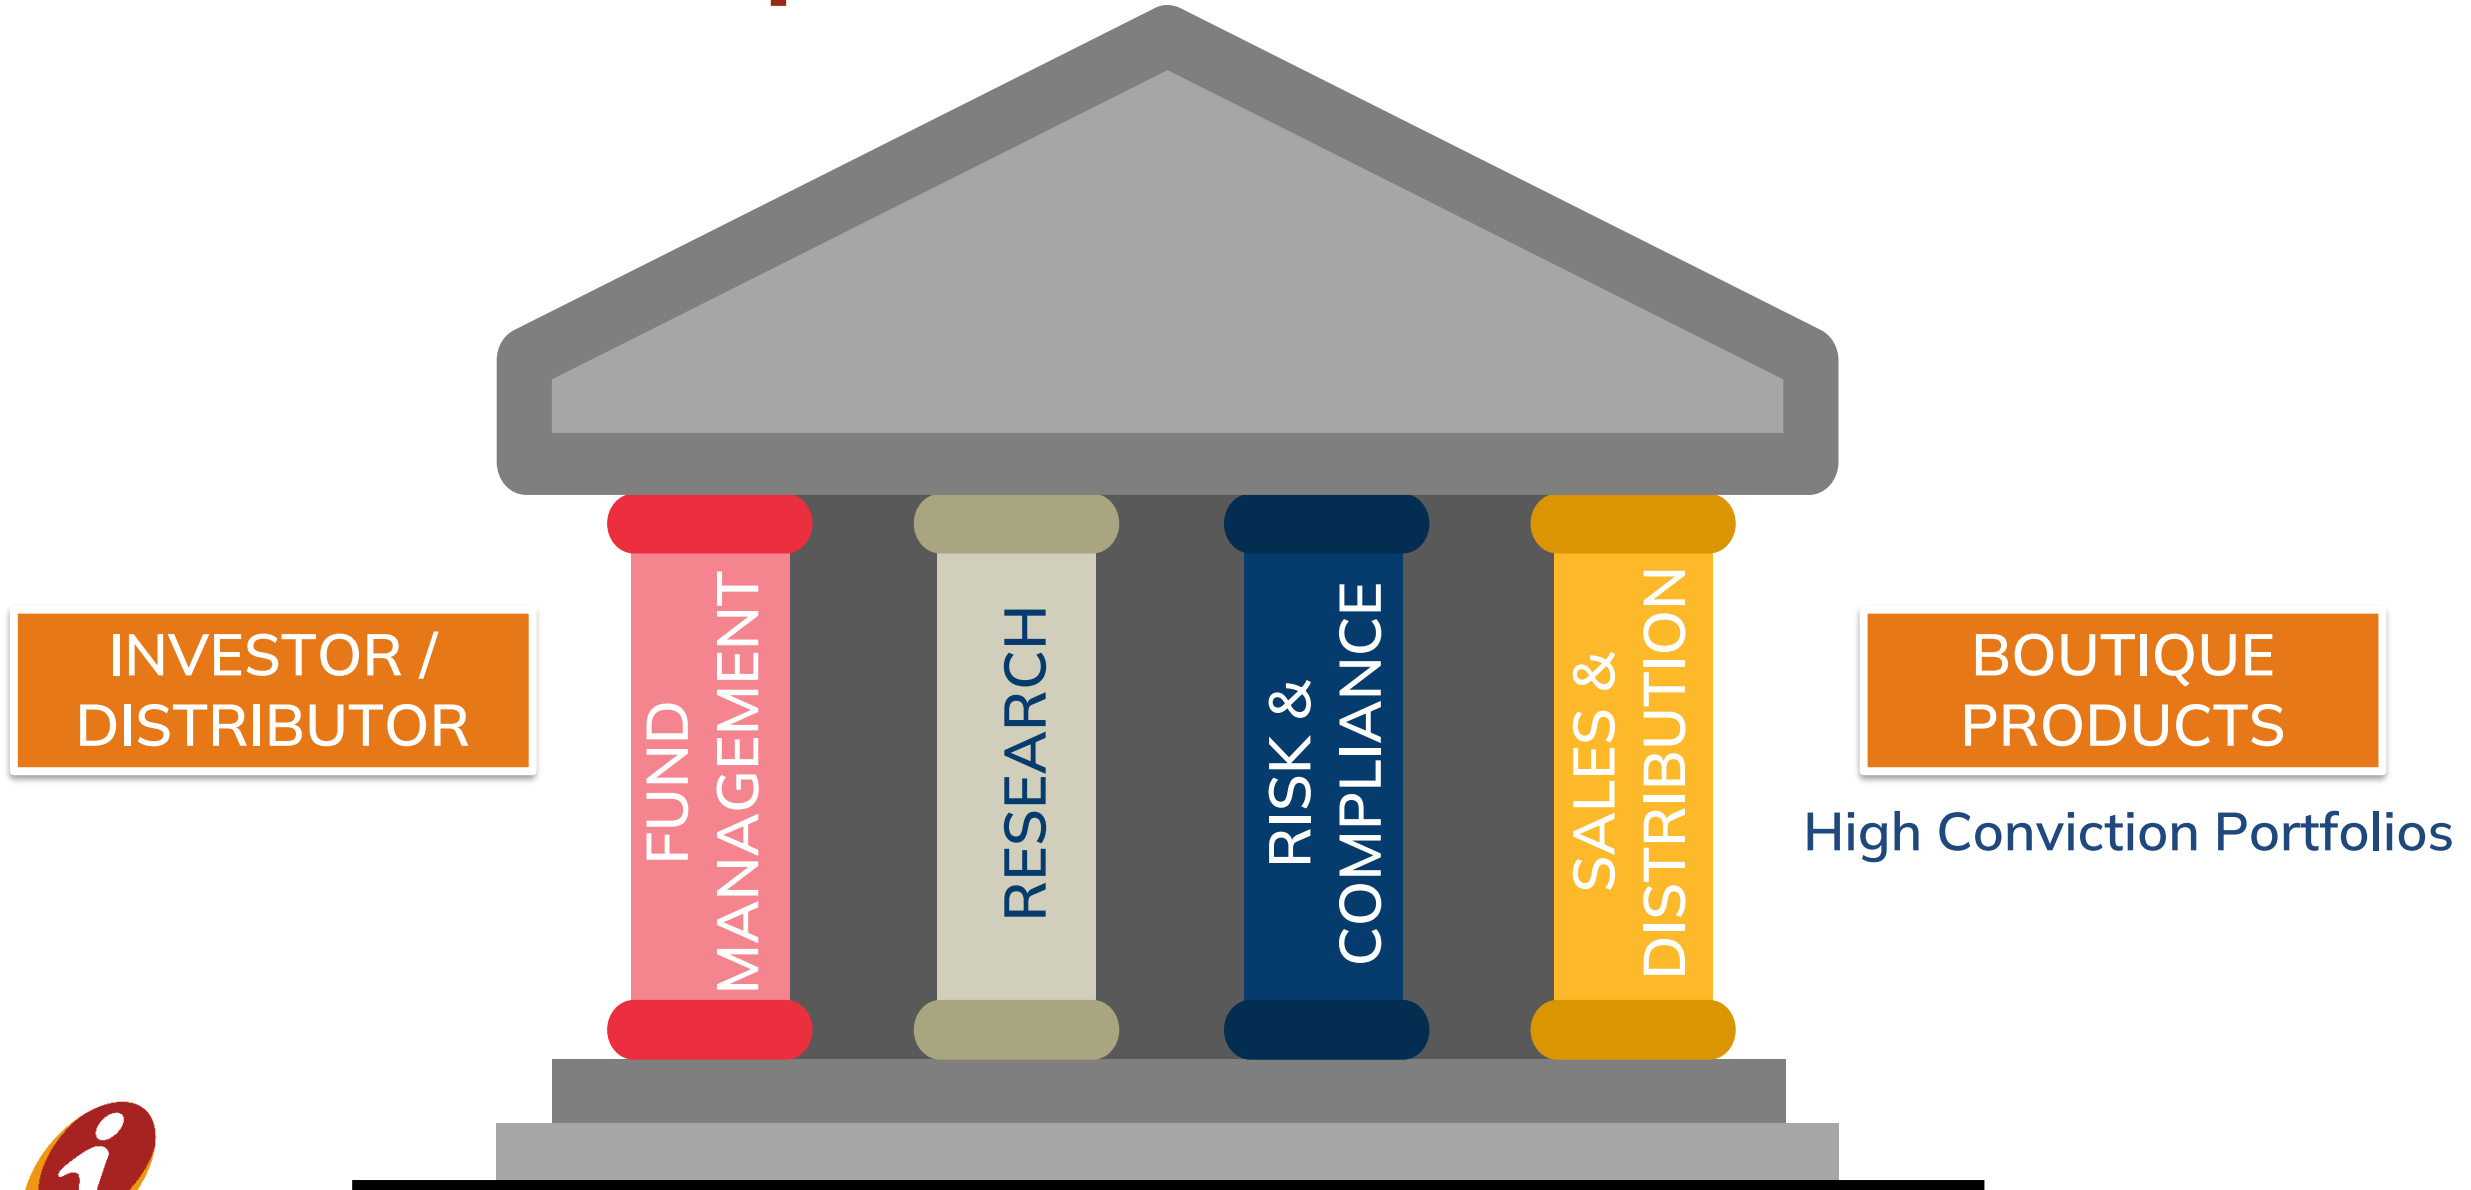 INVESTOR /
DISTRIBUTOR
FUND
MANAGEMENT
RESEARCH
RISK &
COMPLIANCE
SALES &
DISTRIBUTION
BOUTIQUE
PRODUCTS
High Conviction Portfolios